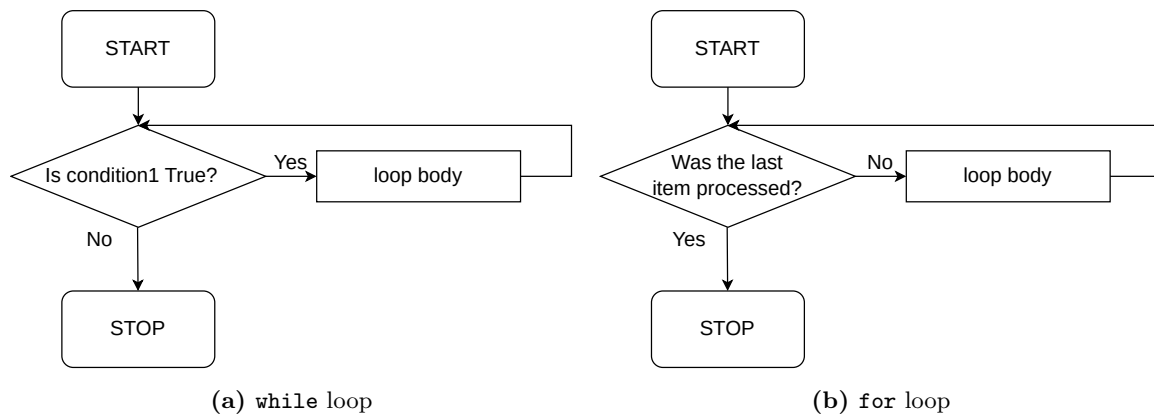 START
Is condition1 True?
Yes
loop body
No
STOP
(a) while loop
START
Was the last
item processed?
No
loop body
Yes
STOP
(b) for loop